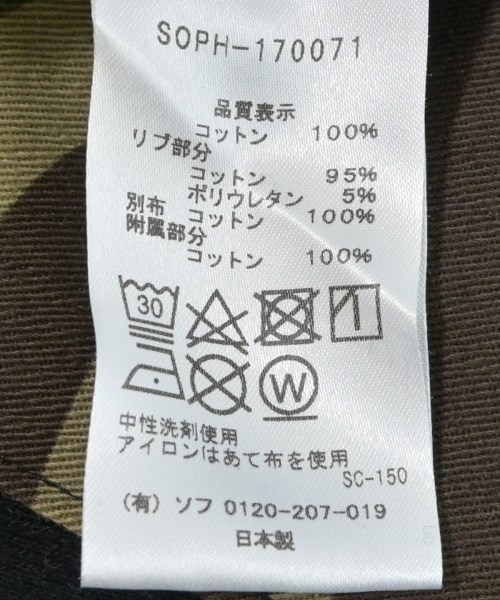 SOPH-170071
品質表示
コットン 100%
リブ部分
コットン 95%
ポリウレタン 5%
別布 コットン 100%
附属部分
コットン 100%
30
W
中性洗剤使用
アイロンはあて布を使用
SC-150
(有) ソフ 0120-207-019
日本製